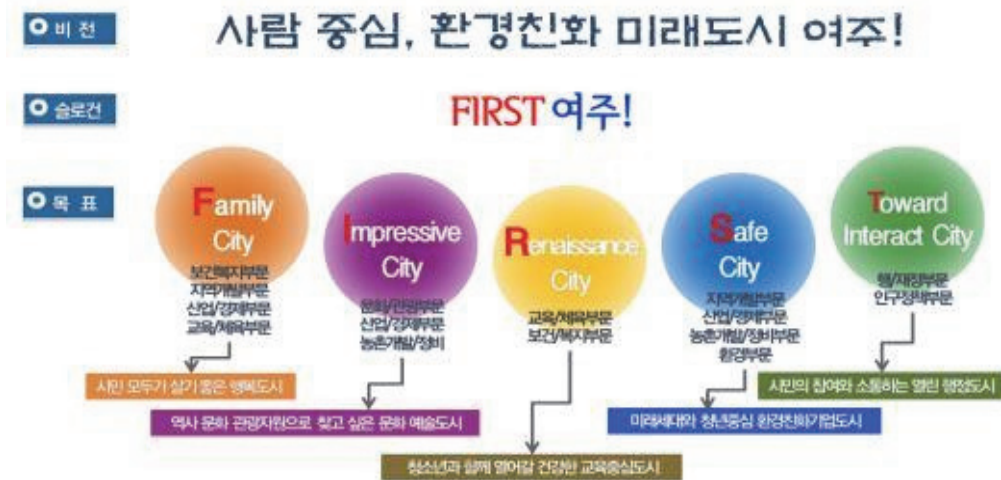 비전
사람 중심, 환경친화 미래도시 여주!
슬로건
FIRST 여주!
목표
Family
City
보건복지부문
지역개발부문
산업/경제부문
교육/체육부문
시민 모두가 살기 좋은 행복도시
Impressive
City
문화/관광부문
산업/경제부문
농촌개발/정비
역사 문화 관광자원으로 찾고 싶은 문화 예술도시
Renaissance
City
교육/체육부문
보건/복지부문
청소년과 함께 열어갈 건강한 교육중심도시
Safe
City
지역개발부문
산업/경제부문
농촌개발/정비부문
환경부문
미래세대와 청년중심 환경친화기업도시
Toward
Interact City
행/재정부문
인구정책부문
시민의 참여와 소통하는 열린 행정도시